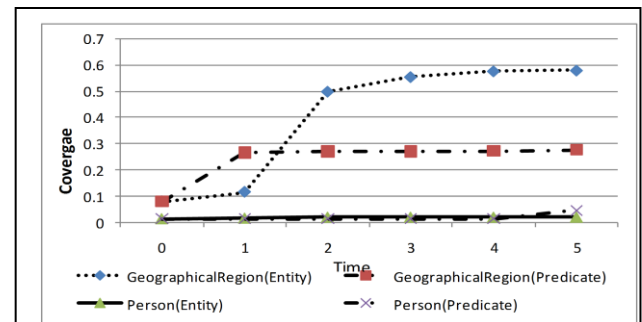 0.7
0.6
0.5
0.4
0.3
0.2
0.1
0
Covergae
0 1 2 3 4 5
Time
GeographicalRegion(Entity) GeographicalRegion(Predicate)
Person(Entity) Person(Predicate)